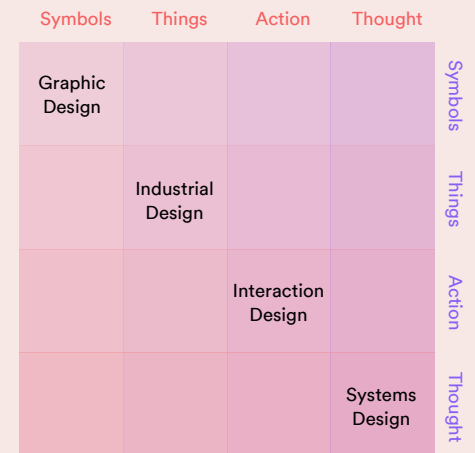 Symbols Things Action Thought
Symbols
Graphic
Design
Things
Industrial
Design
Action
Interaction
Design
Thought
Systems
Design